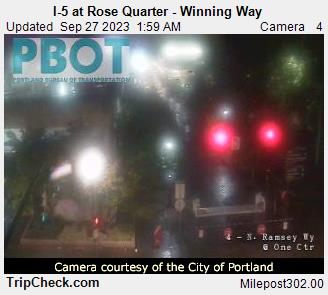 I-5 at Rose Quarter - Winning Way
Updated Sep 27 2023 1:59 AM Camera 4
PBOT
PORTLAND BUREAU OF TRANSPORTATION
4 - N. Ramsey Wy
@ One Ctr
Camera courtesy of the City of Portland
TripCheck.com Milepost302.00